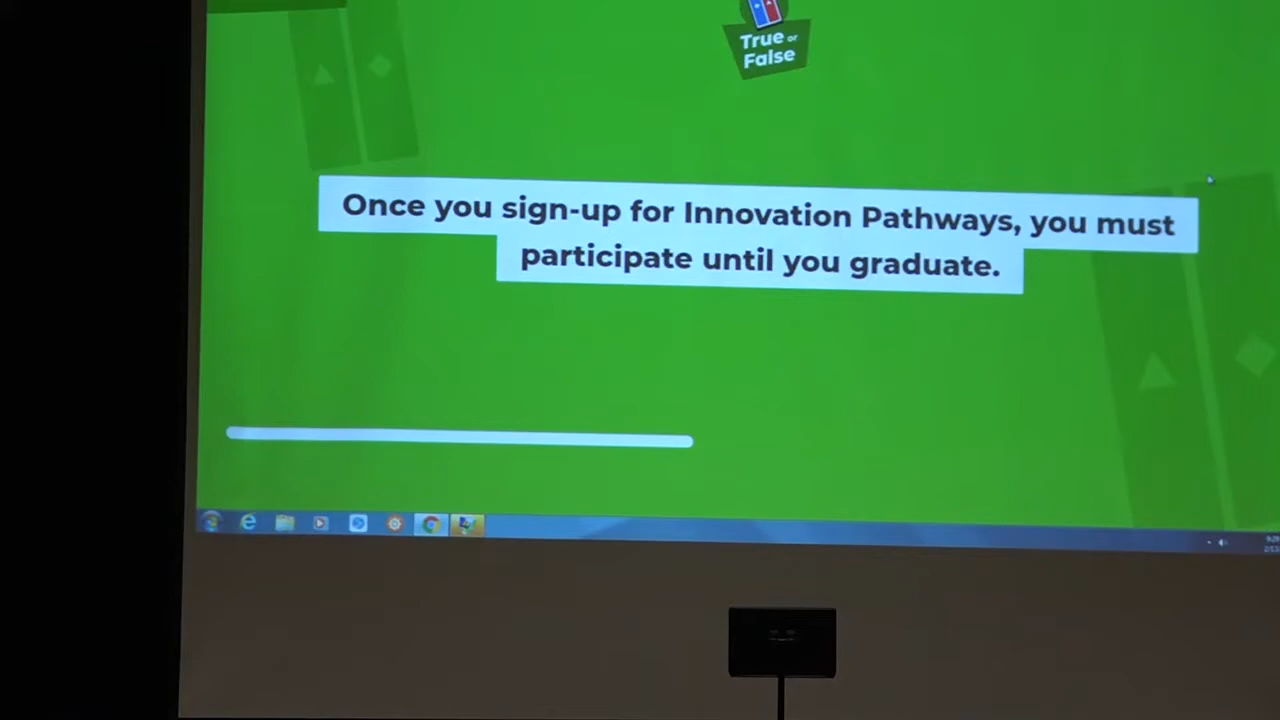 True or
False
Once you sign-up for Innovation Pathways, you must
participate until you graduate.